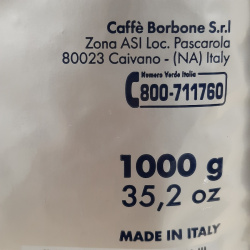 Caffè Borbone S.r.l
Zona ASI Loc. Pascarola
80023 Caivano - (NA) Italy
Numero Verde Italia
800-711760
1000 g
35,2 oz
MADE IN ITALY